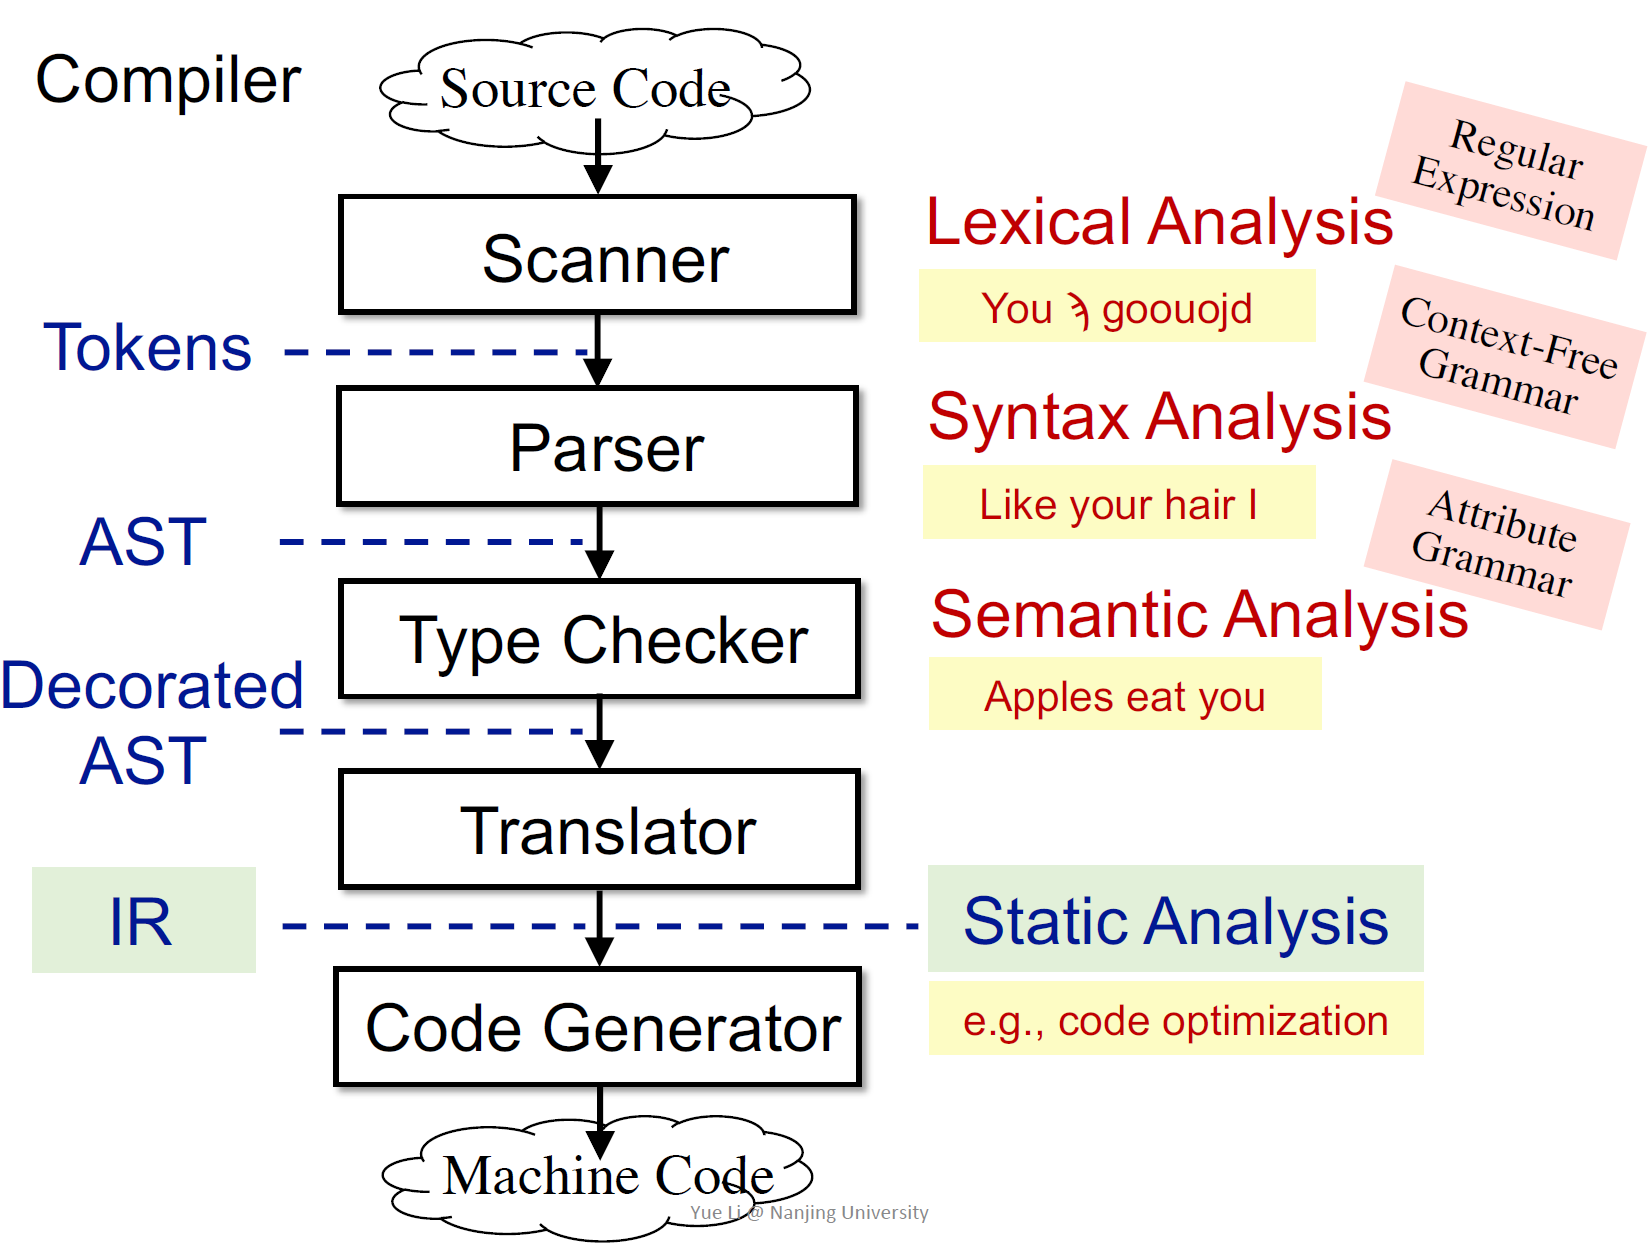 Compiler
Source Code
Regular
Expression
Scanner
Lexical Analysis
You ϡ goouojd
Tokens
Context-Free
Grammar
Parser
Syntax Analysis
Like your hair I
AST
Attribute
Grammar
Type Checker
Semantic Analysis
Apples eat you
Decorated
AST
Translator
IR
Static Analysis
e.g., code optimization
Code Generator
Machine Code
Yue Li @ Nanjing University